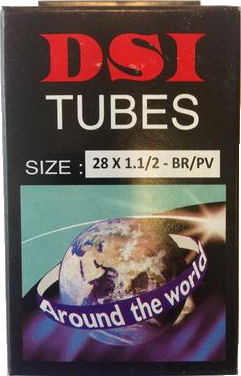 DSI
TUBES
SIZE : 28 X 1.1/2 - BR/PV
Around the world